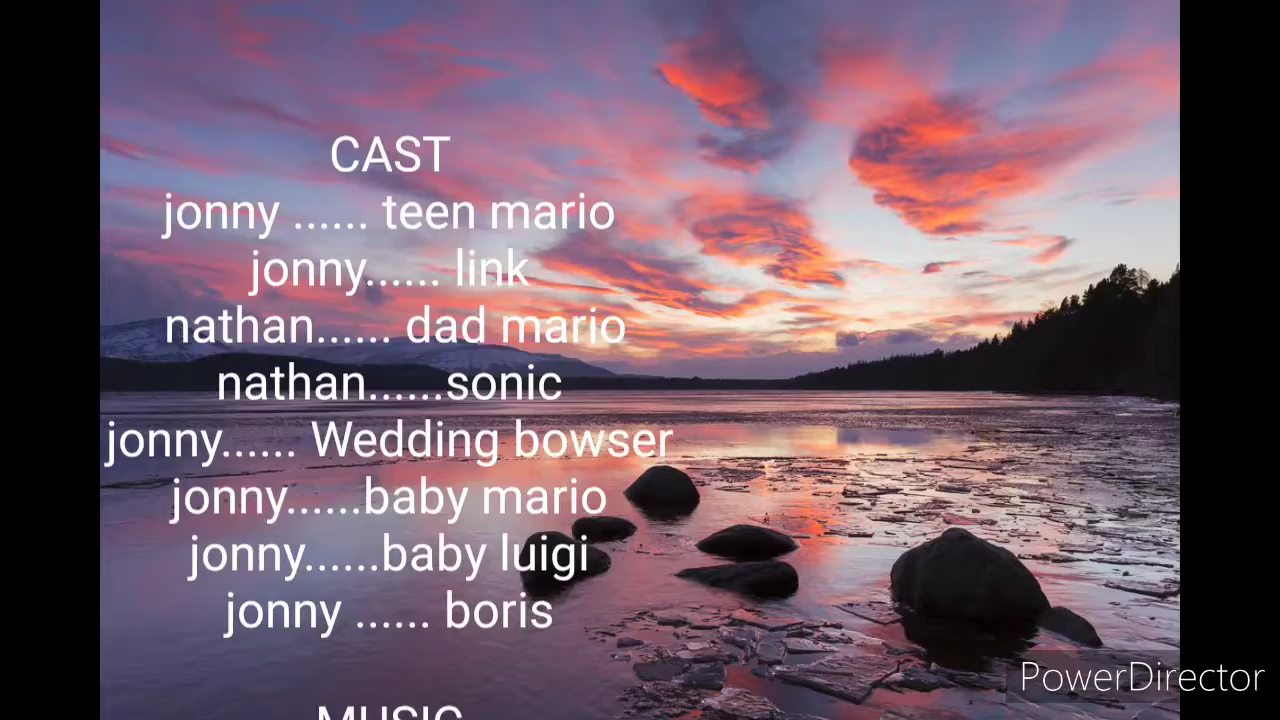 CAST
jonny ...... teen mario
jonny...... link
nathan...... dad mario
nathan......sonic
jonny...... Wedding bowser
jonny......baby mario
jonny......baby luigi
jonny ...... boris
MUSIC
PowerDirector